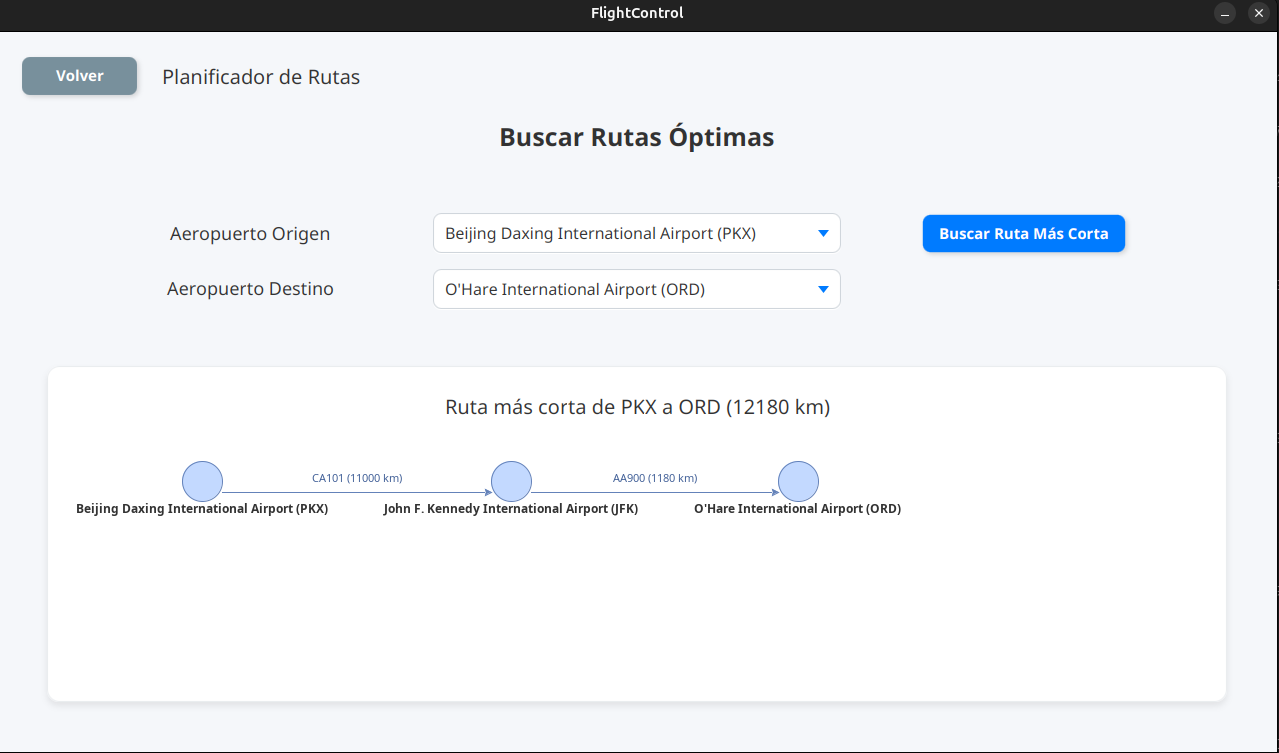 FlightControl
Volver
Planificador de Rutas
Buscar Rutas Óptimas
Aeropuerto Origen
Beijing Daxing International Airport (PKX)
Buscar Ruta Más Corta
Aeropuerto Destino
O'Hare International Airport (ORD)
Ruta más corta de PKX a ORD (12180 km)
CA101 (11000 km)
AA900 (1180 km)
Beijing Daxing International Airport (PKX)
John F. Kennedy International Airport (JFK)
O'Hare International Airport (ORD)